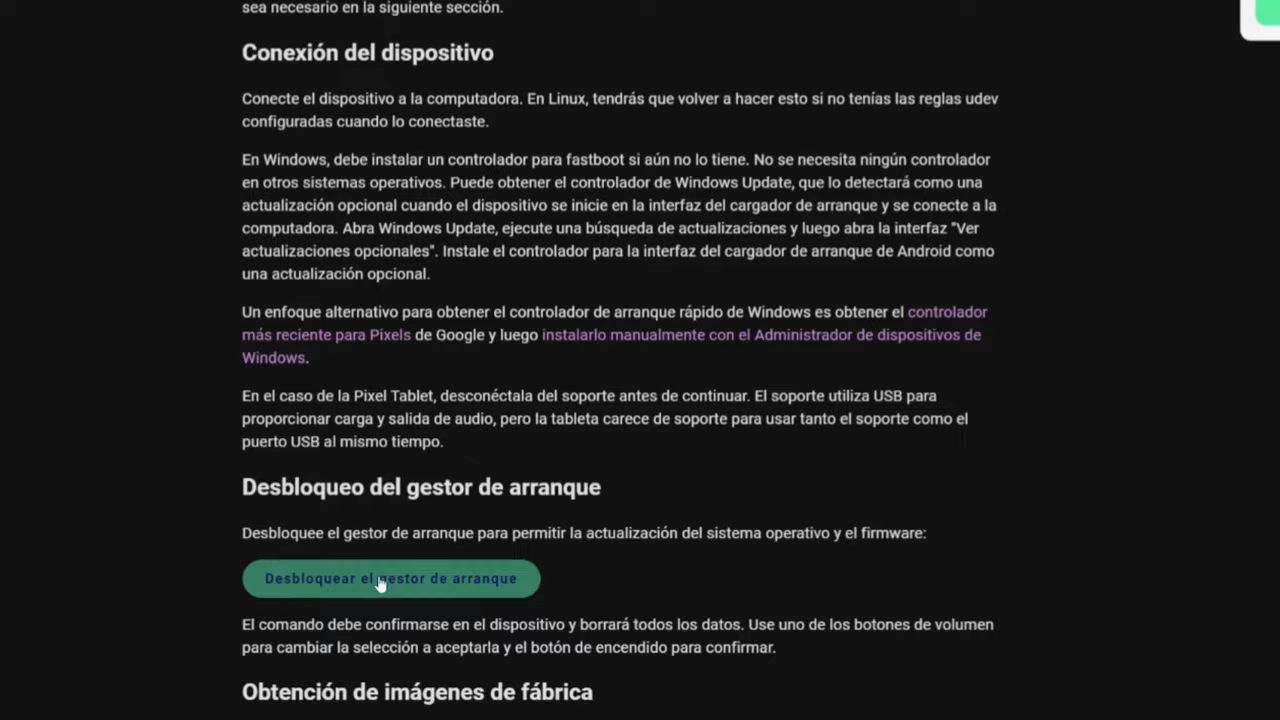 sea necesario en la siguiente sección.
Conexión del dispositivo
Conecte el dispositivo a la computadora. En Linux, tendrás que volver a hacer esto si no tenías las reglas udev
configuradas cuando lo conectaste.
En Windows, debe instalar un controlador para fastboot si aún no lo tiene. No se necesita ningún controlador
en otros sistemas operativos. Puede obtener el controlador de Windows Update, que lo detectará como una
actualización opcional cuando el dispositivo se inicie en la interfaz del cargador de arranque y se conecte a la
computadora. Abra Windows Update, ejecute una búsqueda de actualizaciones y luego abra la interfaz "Ver
actualizaciones opcionales". Instale el controlador para la interfaz del cargador de arranque de Android como
una actualización opcional.
Un enfoque alternativo para obtener el controlador de arranque rápido de Windows es obtener el controlador
más reciente para Pixels de Google y luego instalarlo manualmente con el Administrador de dispositivos de
Windows.
En el caso de la Pixel Tablet, desconéctala del soporte antes de continuar. El soporte utiliza USB para
proporcionar carga y salida de audio, pero la tableta carece de soporte para usar tanto el soporte como el
puerto USB al mismo tiempo.
Desbloqueo del gestor de arranque
Desbloquee el gestor de arranque para permitir la actualización del sistema operativo y el firmware:
Desbloquear el gestor de arranque
El comando debe confirmarse en el dispositivo y borrará todos los datos. Use uno de los botones de volumen
para cambiar la selección a aceptarla y el botón de encendido para confirmar.
Obtención de imágenes de fábrica